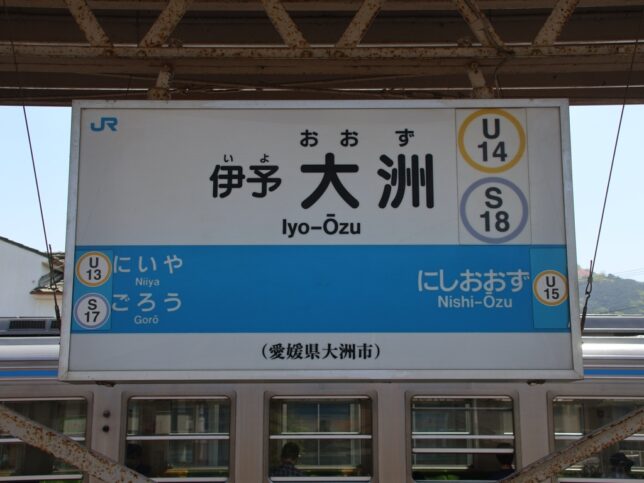 JR
いよ おおず
伊予 大洲
Iyo-Ōzu
U
14
S
18
U
13
にいや
Niiya
S
17
ごろう
Gorō
にしおおず
Nishi-Ōzu
U
15
（愛媛県大洲市）